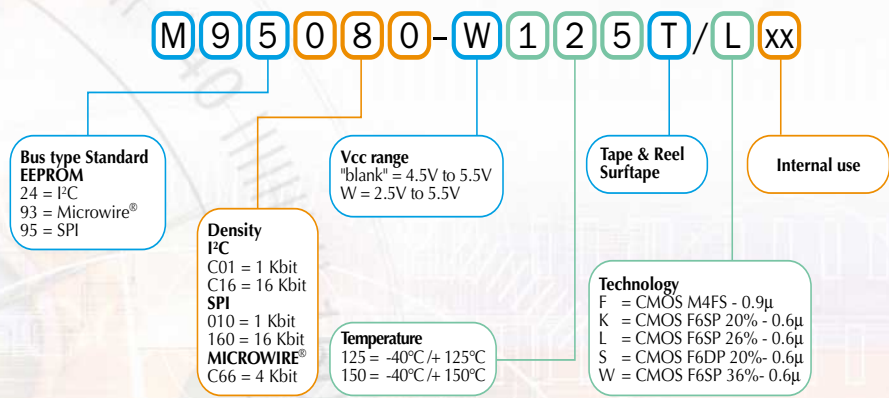 M95080-W125T/Lxx
Bus type Standard
EEPROM
24 = I²C
93 = Microwire®
95 = SPI
Density
I²C
C01 = 1 Kbit
C16 = 16 Kbit
SPI
010 = 1 Kbit
160 = 16 Kbit
MICROWIRE®
C66 = 4 Kbit
Vcc range
"blank" = 4.5V to 5.5V
W = 2.5V to 5.5V
Temperature
125 = -40°C /+ 125°C
150 = -40°C /+ 150°C
Tape & Reel
Surftape
Technology
F = CMOS M4FS - 0.9µ
K = CMOS F6SP 20% - 0.6µ
L = CMOS F6SP 26% - 0.6µ
S = CMOS F6DP 20%- 0.6µ
W = CMOS F6SP 36%- 0.6µ
Internal use